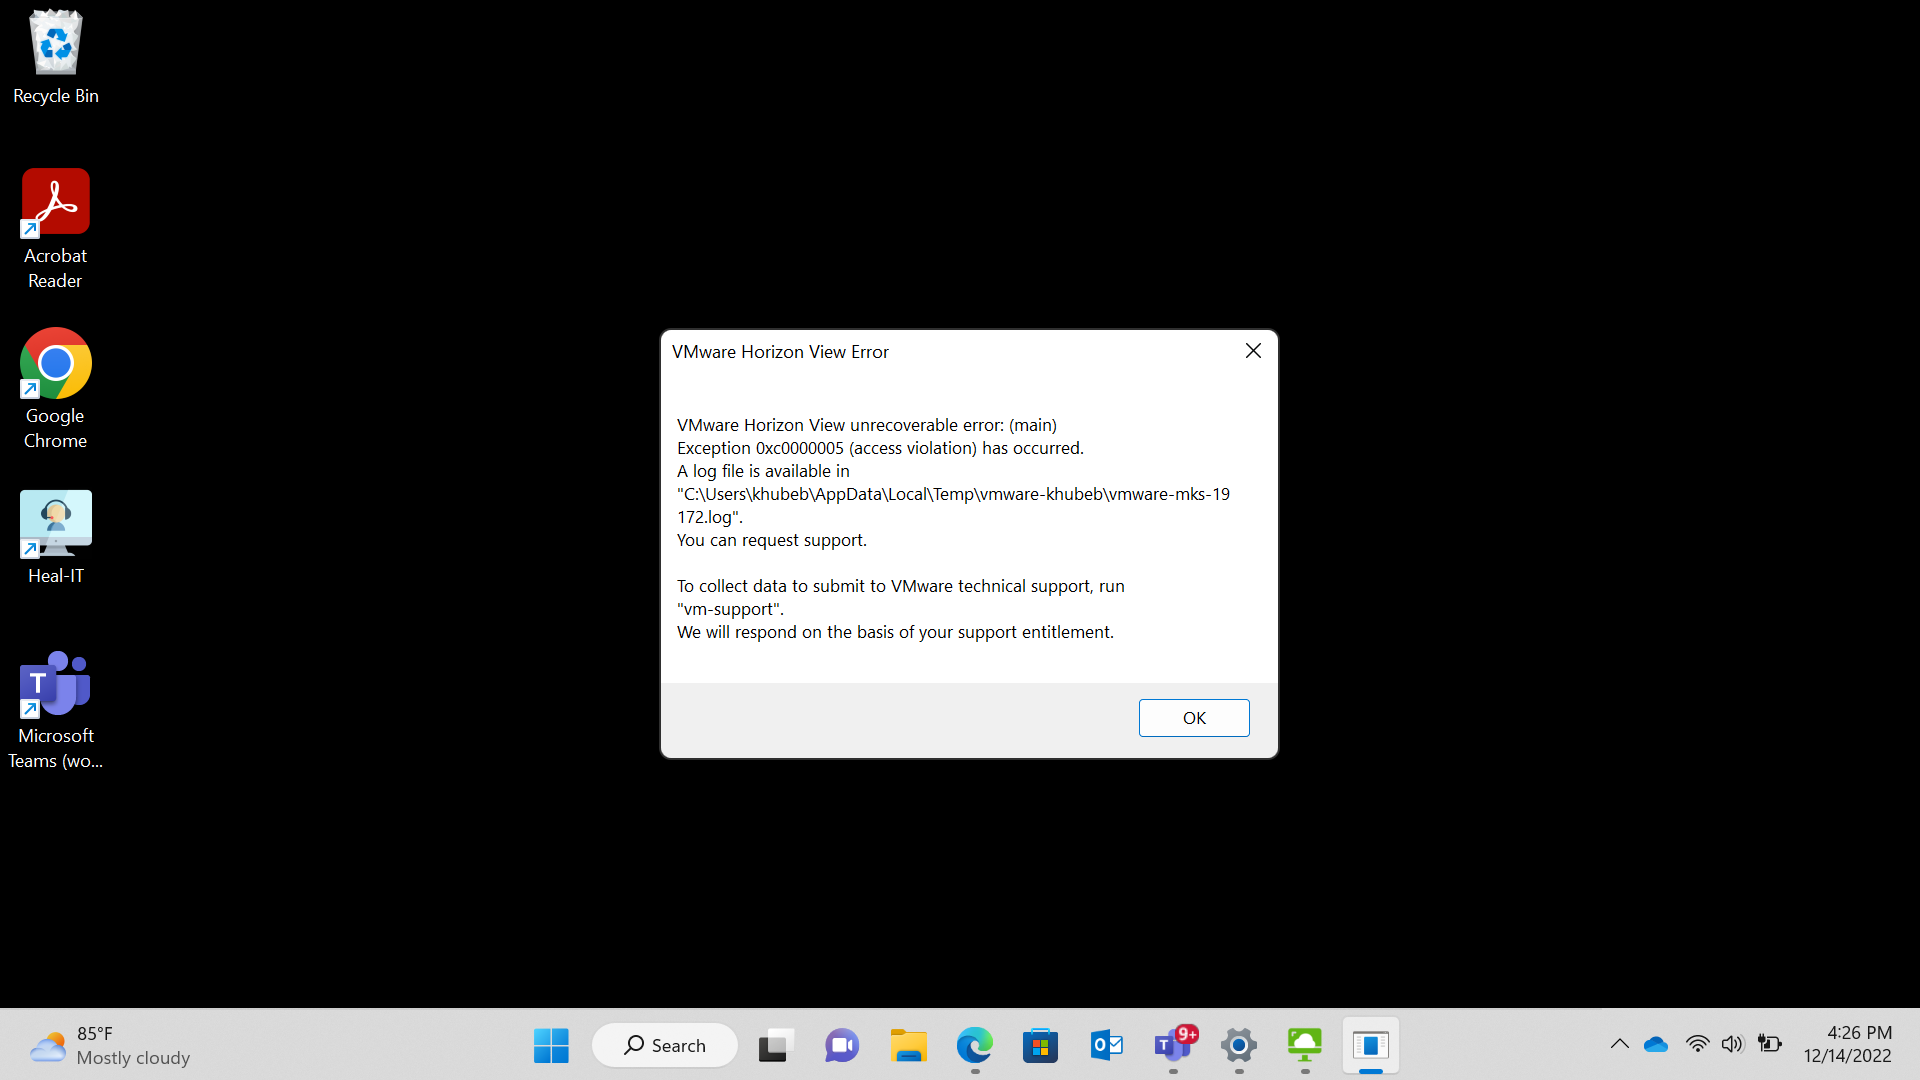 Recycle Bin
Acrobat
Reader
Google
Chrome
Heal-IT
T
Microsoft
Teams (wo...
VMware Horizon View Error
VMware Horizon View unrecoverable error: (main)
Exception 0xc0000005 (access violation) has occurred.
A log file is available in
"C:\Users\khubeb\AppData\Local\Temp\vmware-khubeb\vmware-mks-19
172.log".
You can request support.
To collect data to submit to VMware technical support, run
"vm-support".
We will respond on the basis of your support entitlement.
OK
85°F
Mostly cloudy
Search
O
T
9+
4:26 PM
12/14/2022